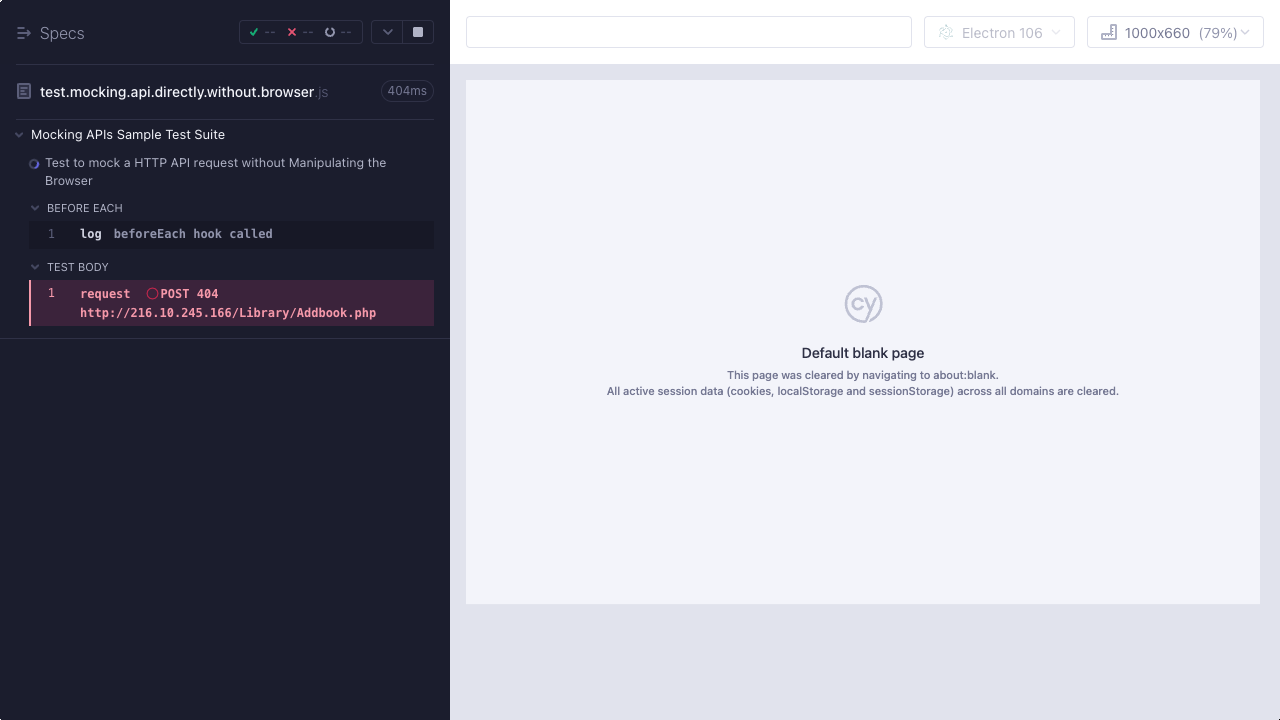 Specs
--
--
--
test.mocking.api.directly.without.browser.js
404ms
Mocking APIs Sample Test Suite
Test to mock a HTTP API request without Manipulating the
Browser
BEFORE EACH
1 log beforeEach hook called
TEST BODY
1 request POST 404
http://216.10.245.166/Library/Addbook.php
Electron 106
1000x660 (79%)
cy
Default blank page
This page was cleared by navigating to about:blank.
All active session data (cookies, localStorage and sessionStorage) across all domains are cleared.